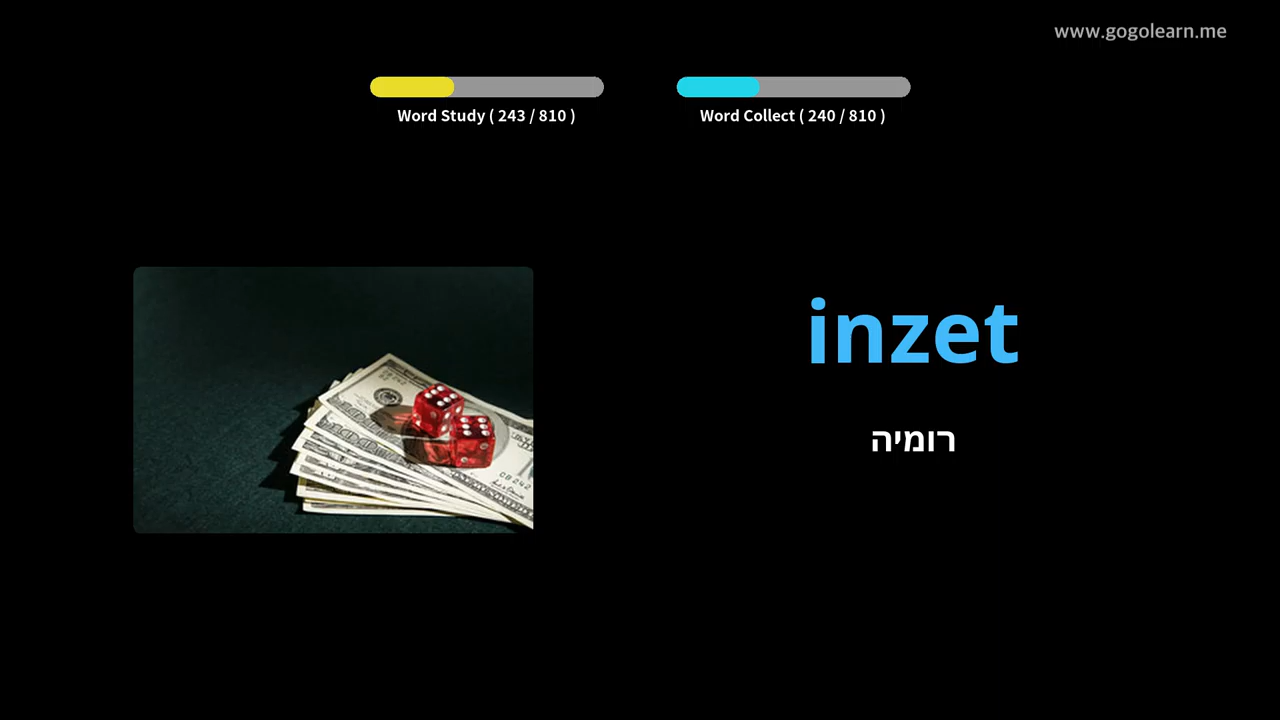 www.gogolearn.me
Word Study ( 243 / 810 )
Word Collect ( 240 / 810 )
inzet
רומיה